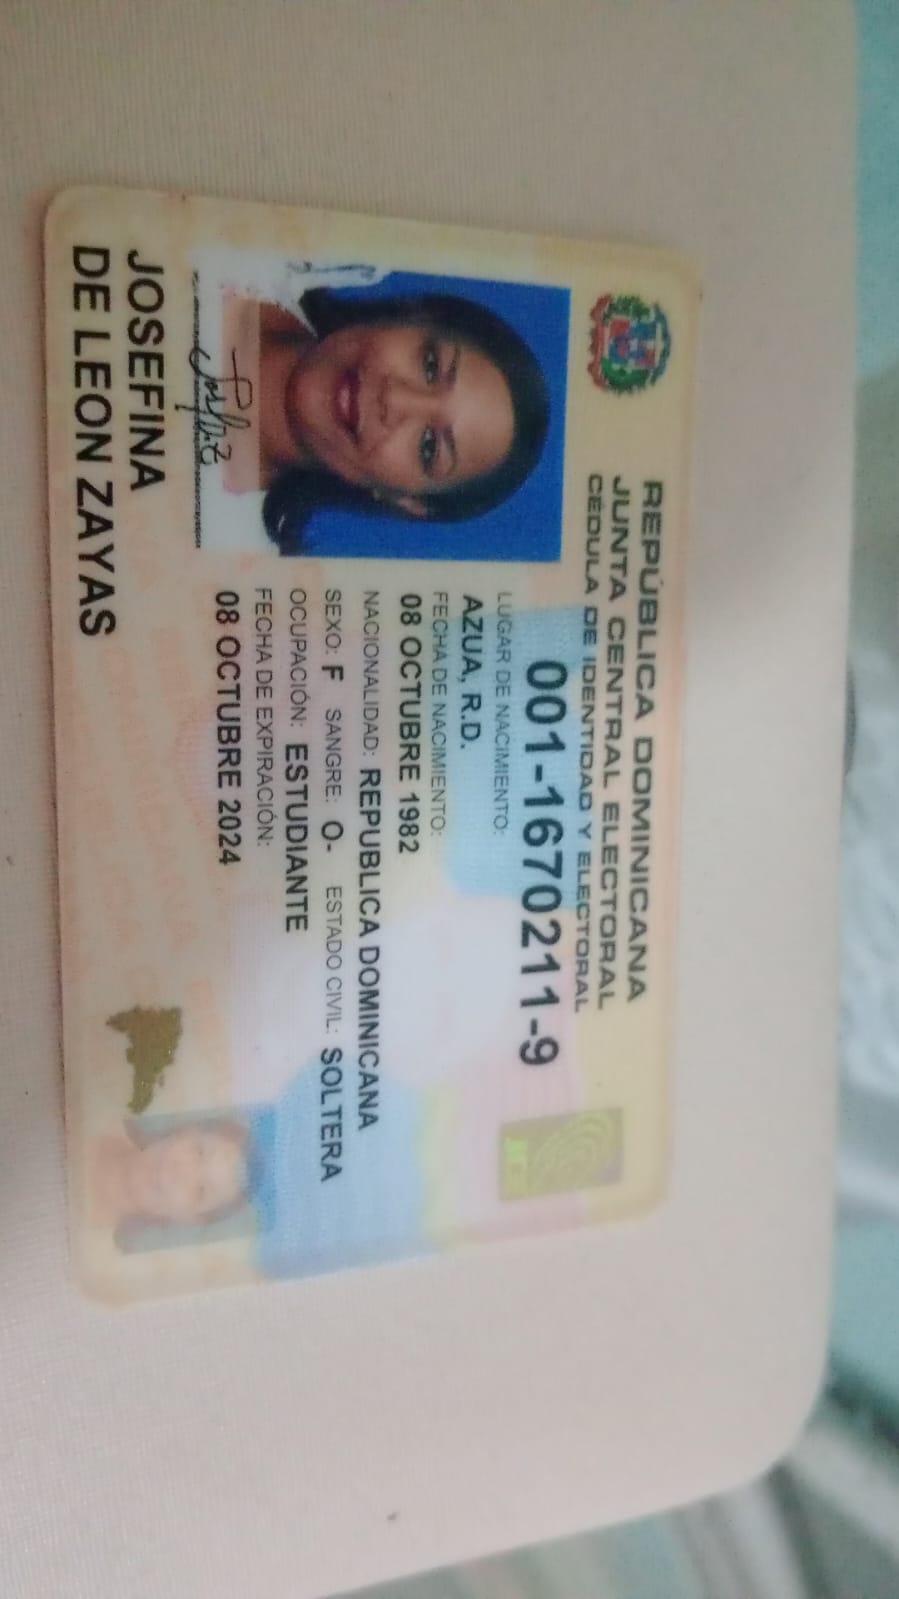 REPÚBLICA DOMINICANA
JUNTA CENTRAL ELECTORAL
CÉDULA DE IDENTIDAD Y ELECTORAL
001-1670211-9
LUGAR DE NACIMIENTO:
AZUA, R.D.
FECHA DE NACIMIENTO:
08 OCTUBRE 1982
NACIONALIDAD: REPUBLICA DOMINICANA
SEXO: F SANGRE: O- ESTADO CIVIL: SOLTERA
OCUPACIÓN: ESTUDIANTE
FECHA DE EXPIRACIÓN:
08 OCTUBRE 2024
JOSEFINA
DE LEON ZAYAS